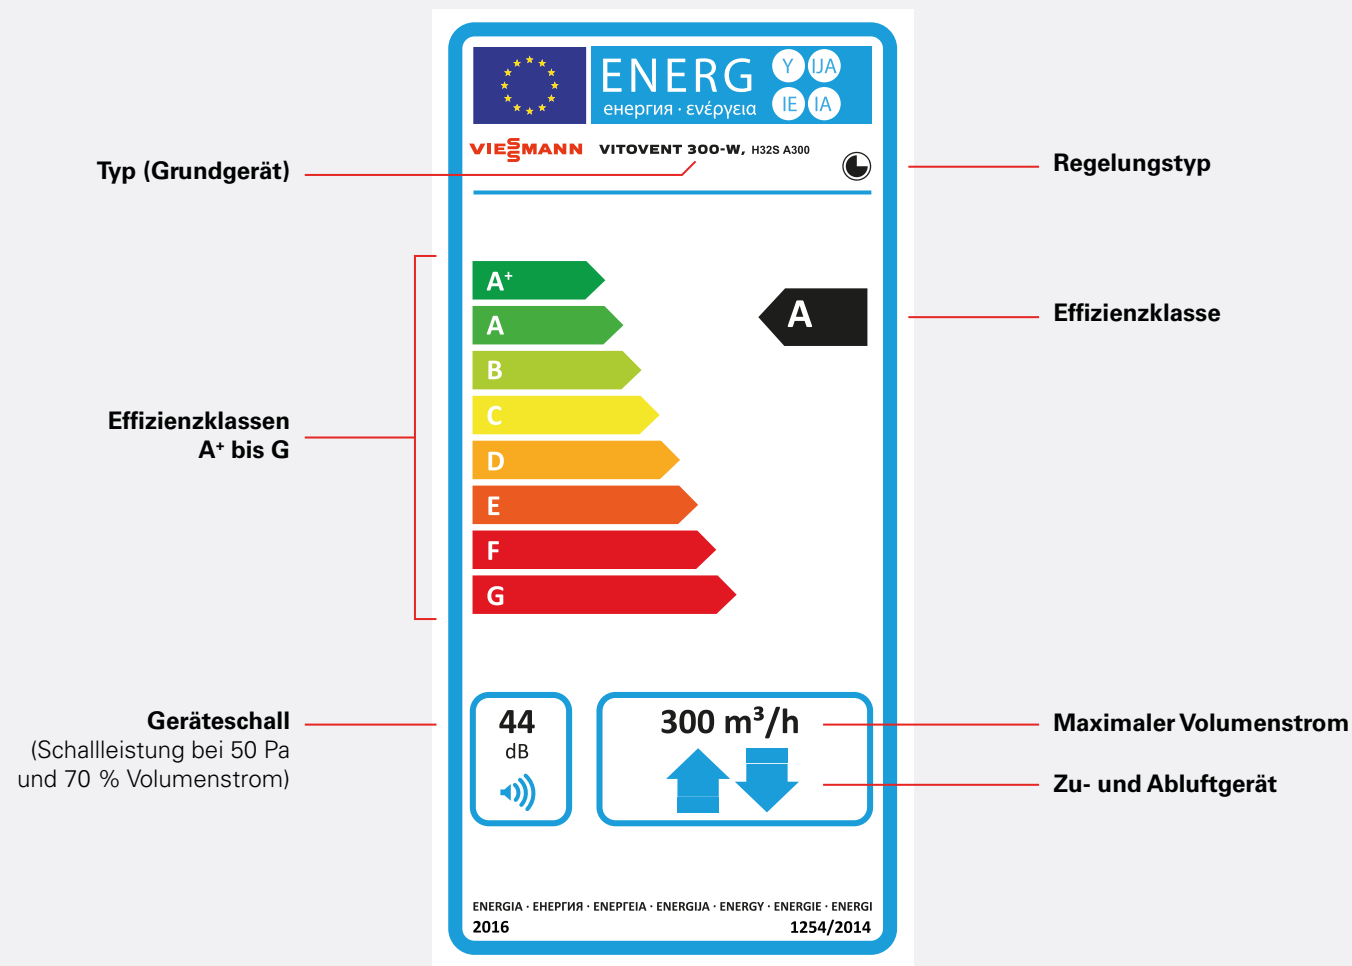 ENERG
Y IJA
енергия · ενέργεια
IE IA
VIESSMANN VITOVENT 300-W, H32S A300
Typ (Grundgerät)
Regelungstyp
A+
A
B
C
D
E
F
G
A
Effizienzklasse
Effizienzklassen
A+ bis G
Geräteschall
(Schallleistung bei 50 Pa
und 70 % Volumenstrom)
44
dB
300 m³/h
Maximaler Volumenstrom
Zu- und Abluftgerät
ENERGIA · ЕНЕРГИЯ · ΕΝΕΡΓΕΙΑ · ENERGIJA · ENERGY · ENERGIE · ENERGI
2016 1254/2014